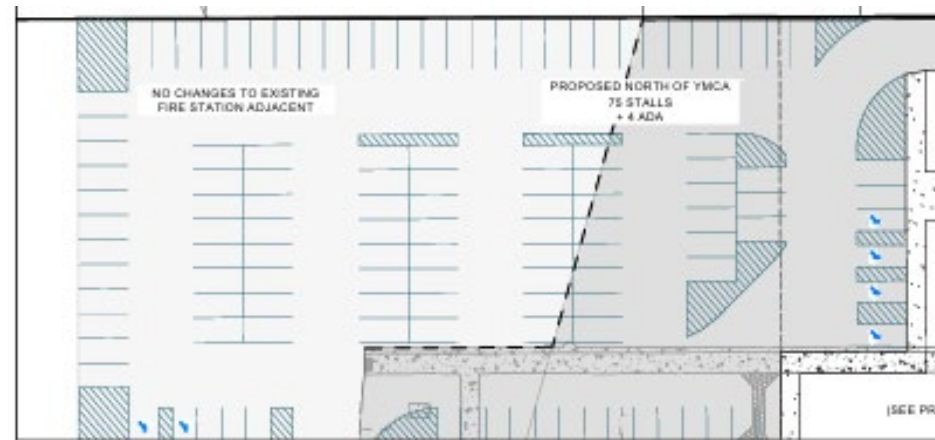 NO CHANGES TO EXISTING
FIRE STATION ADJACENT
PROPOSED NORTH OF YMCA
75 STALLS
+ 4 ADA
(SEE PR